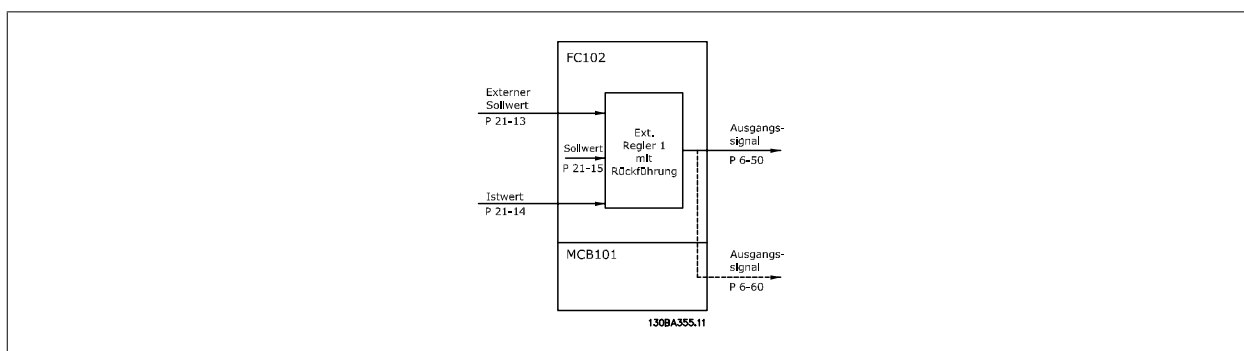 FC102
Externer
Sollwert
P 21-13
Sollwert
P 21-15
Istwert
P 21-14
Ext.
Regler 1
mit
Rückführung
Ausgangs-
signal
P 6-50
MCB101
Ausgangs-
signal
P 6-60
130BA355.11